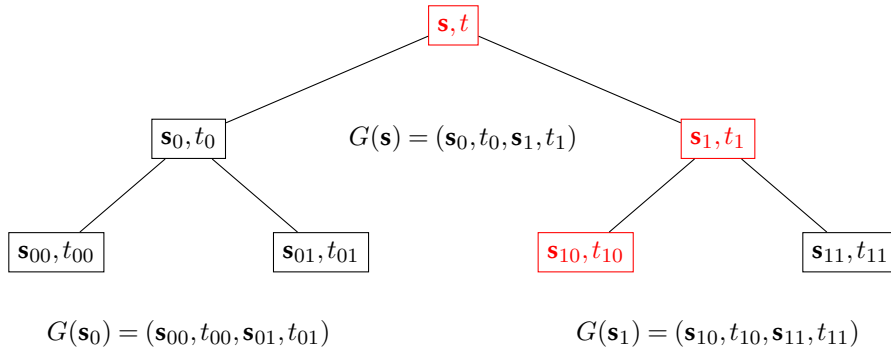 𝐬, t
𝐬₀, t₀ G(𝐬) = (𝐬₀, t₀, 𝐬₁, t₁) 𝐬₁, t₁
𝐬₀₀, t₀₀ 𝐬₀₁, t₀₁ 𝐬₁₀, t₁₀ 𝐬₁₁, t₁₁
G(𝐬₀) = (𝐬₀₀, t₀₀, 𝐬₀₁, t₀₁) G(𝐬₁) = (𝐬₁₀, t₁₀, 𝐬₁₁, t₁₁)